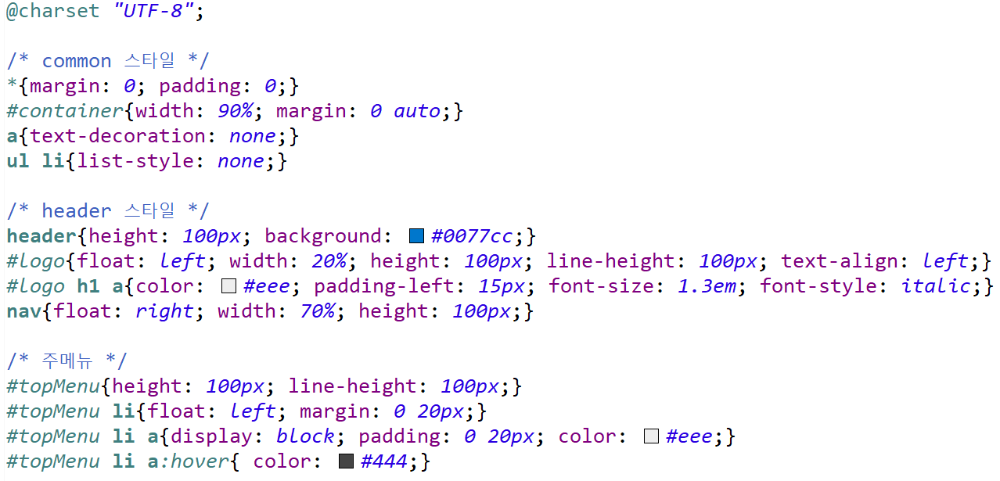 @charset "UTF-8";
/* common 스타일 */
*{margin: 0; padding: 0;}
#container{width: 90%; margin: 0 auto;}
a{text-decoration: none;}
ul li{list-style: none;}
/* header 스타일 */
header{height: 100px; background: #0077cc;}
#logo{float: left; width: 20%; height: 100px; line-height: 100px; text-align: left;}
#logo h1 a{color: #eee; padding-left: 15px; font-size: 1.3em; font-style: italic;}
nav{float: right; width: 70%; height: 100px;}
/* 주메뉴 */
#topMenu{height: 100px; line-height: 100px;}
#topMenu li{float: left; margin: 0 20px;}
#topMenu li a{display: block; padding: 0 20px; color: #eee;}
#topMenu li a:hover{ color: #444;}